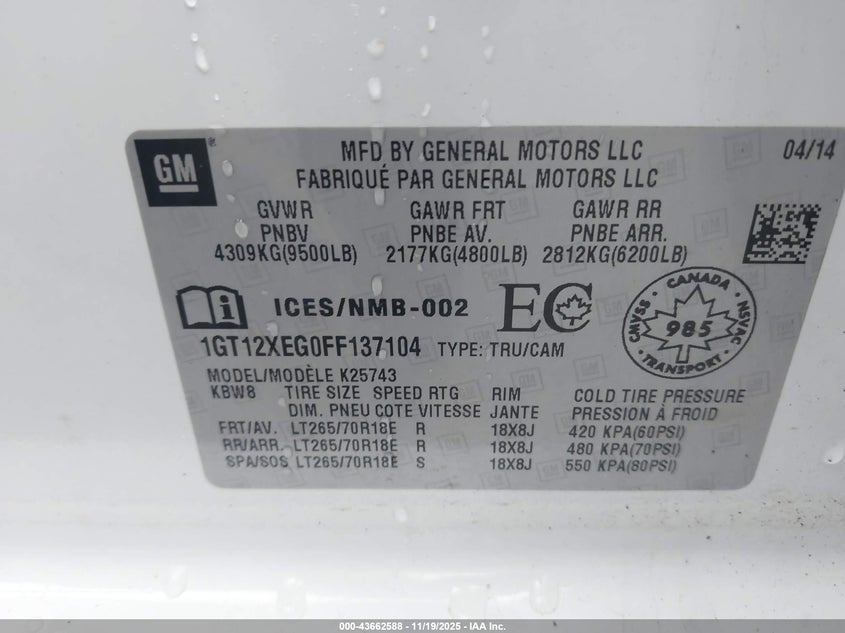 GM
MFD BY GENERAL MOTORS LLC 04/14
FABRIQUÉ PAR GENERAL MOTORS LLC
GVWR GAWR FRT GAWR RR
PNBV PNBE AV. PNBE ARR.
4309KG(9500LB) 2177KG(4800LB) 2812KG(6200LB)
i ICES/NMB-002 EC
CANADA CMVSS NSVAC 985 TRANSPORT
1GT12XEG0FF137104 TYPE: TRU/CAM
MODEL/MODÈLE K25743
KBW8 TIRE SIZE SPEED RTG RIM COLD TIRE PRESSURE
DIM. PNEU COTE VITESSE JANTE PRESSION À FROID
FRT/AV. LT265/70R18E R 18X8J 420 KPA(60PSI)
RR/ARR. LT265/70R18E R 18X8J 480 KPA(70PSI)
SPA/SOS LT265/70R18E S 18X8J 550 KPA(80PSI)
000-43662588 - 11/19/2025 - IAA Inc.